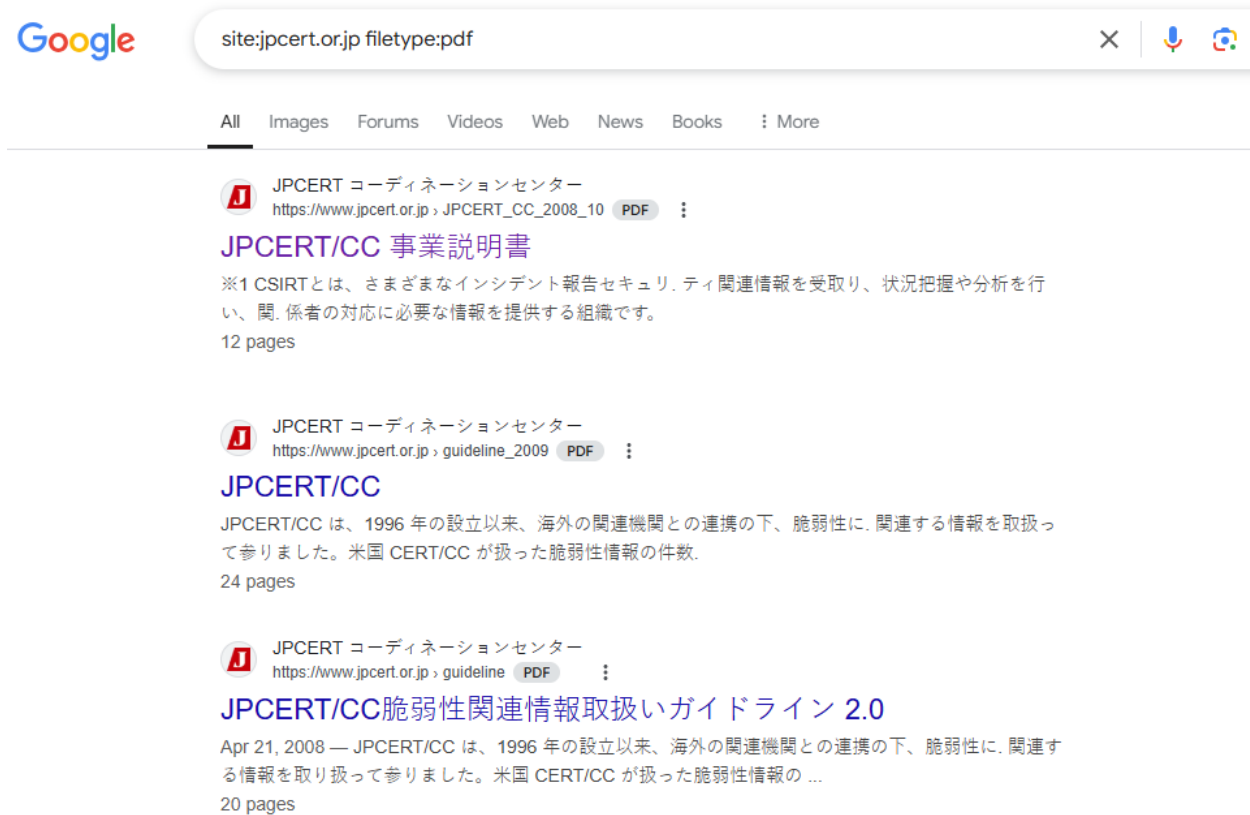 Google
site:jpcert.or.jp filetype:pdf
All Images Forums Videos Web News Books More
J
JPCERT コーディネーションセンター
https://www.jpcert.or.jp › JPCERT_CC_2008_10 PDF
JPCERT/CC 事業説明書
※1 CSIRTとは、さまざまなインシデント報告セキュリ. ティ関連情報を受取り、状況把握や分析を行
い、関. 係者の対応に必要な情報を提供する組織です。
12 pages
J
JPCERT コーディネーションセンター
https://www.jpcert.or.jp › guideline_2009 PDF
JPCERT/CC
JPCERT/CC は、1996 年の設立以来、海外の関連機関との連携の下、脆弱性に. 関連する情報を取扱っ
て参りました。米国 CERT/CC が扱った脆弱性情報の件数.
24 pages
J
JPCERT コーディネーションセンター
https://www.jpcert.or.jp › guideline PDF
JPCERT/CC脆弱性関連情報取扱いガイドライン 2.0
Apr 21, 2008 — JPCERT/CC は、1996 年の設立以来、海外の関連機関との連携の下、脆弱性に. 関連す
る情報を取り扱って参りました。米国 CERT/CC が扱った脆弱性情報の ...
20 pages